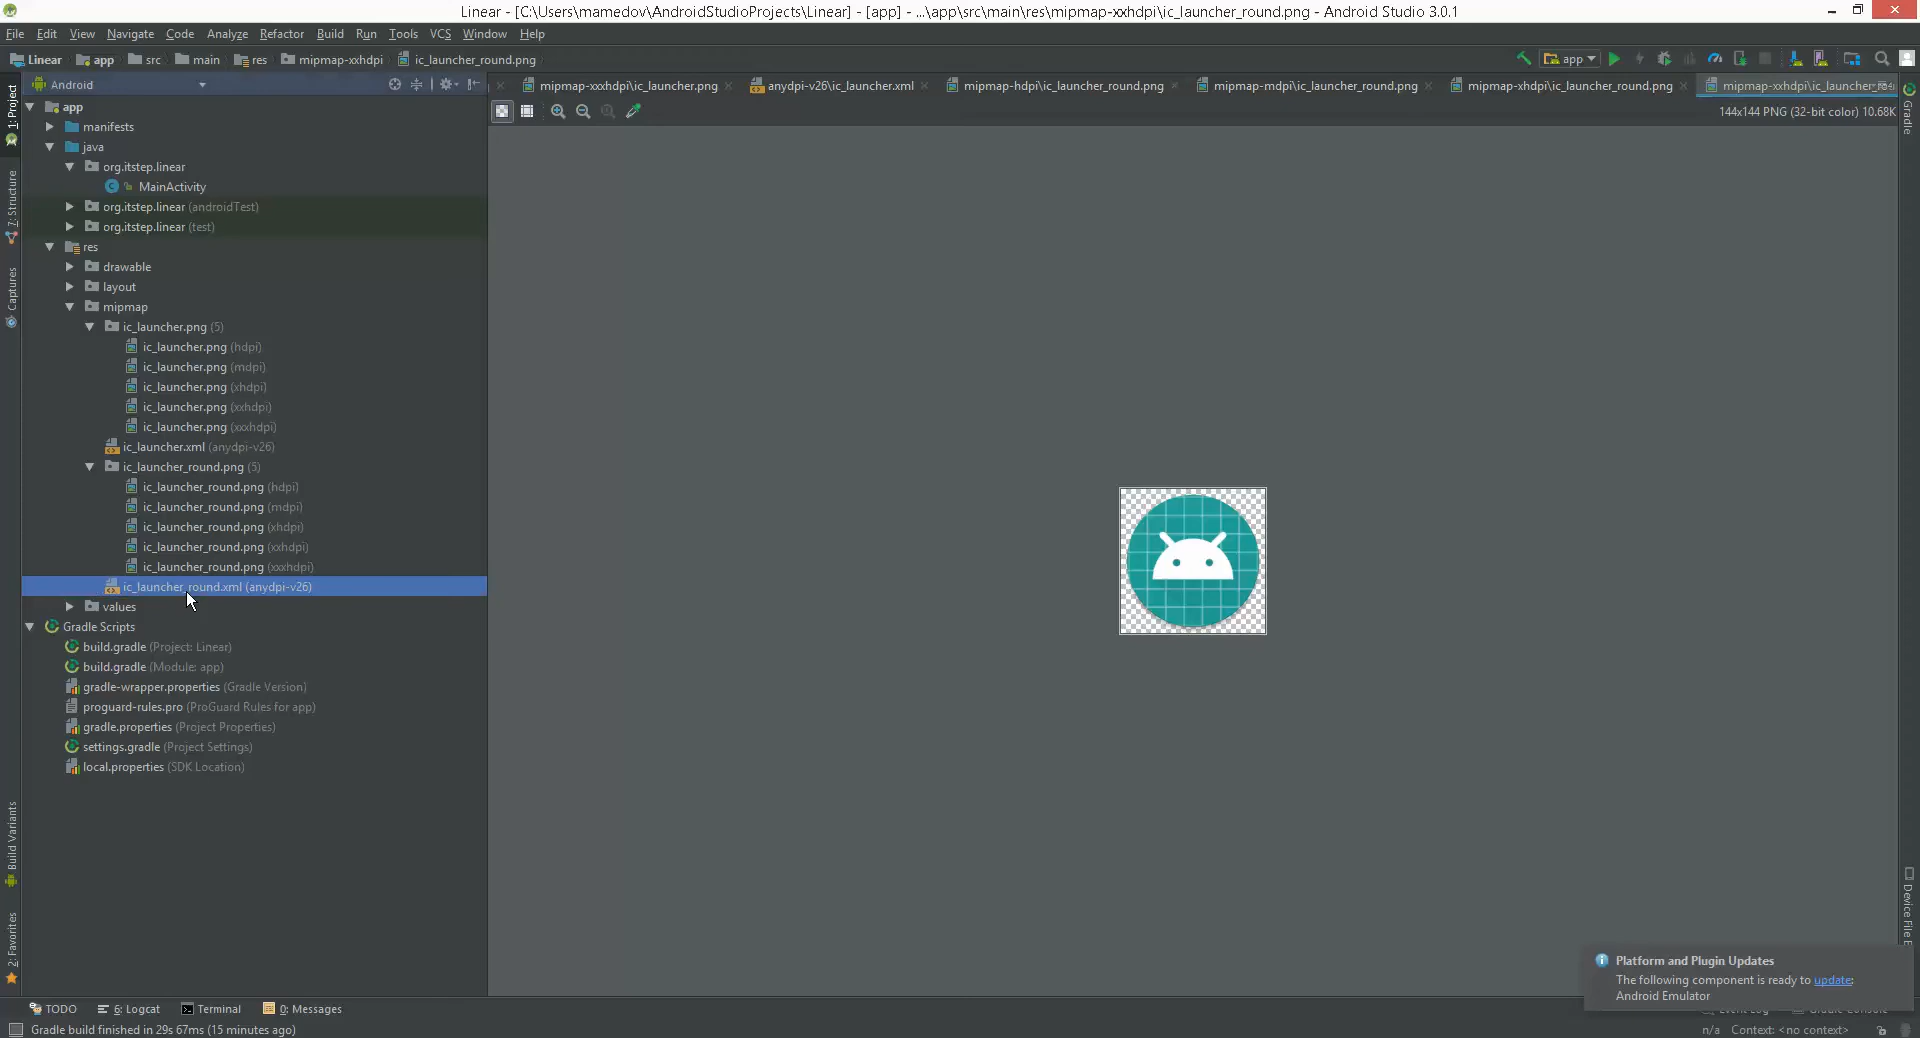 Linear - [C:\Users\mamedov\AndroidStudioProjects\Linear] - [app] - ...\app\src\main\res\mipmap-xxhdpi\ic_launcher_round.png - Android Studio 3.0.1
File Edit View Navigate Code Analyze Refactor Build Run Tools VCS Window Help
Linear app src main res mipmap-xxhdpi ic_launcher_round.png app
Android
mipmap-xxxhdpi\ic_launcher.png anydpi-v26\ic_launcher.xml mipmap-hdpi\ic_launcher_round.png mipmap-mdpi\ic_launcher_round.png mipmap-xhdpi\ic_launcher_round.png mipmap-xxhdpi\ic_launcher
144x144 PNG (32-bit color) 10.68K
1: Project
7: Structure
Captures
Build Variants
2: Favorites
app
manifests
java
org.itstep.linear
MainActivity
org.itstep.linear (androidTest)
org.itstep.linear (test)
res
drawable
layout
mipmap
ic_launcher.png (5)
ic_launcher.png (hdpi)
ic_launcher.png (mdpi)
ic_launcher.png (xhdpi)
ic_launcher.png (xxhdpi)
ic_launcher.png (xxxhdpi)
ic_launcher.xml (anydpi-v26)
ic_launcher_round.png (5)
ic_launcher_round.png (hdpi)
ic_launcher_round.png (mdpi)
ic_launcher_round.png (xhdpi)
ic_launcher_round.png (xxhdpi)
ic_launcher_round.png (xxxhdpi)
ic_launcher_round.xml (anydpi-v26)
values
Gradle Scripts
build.gradle (Project: Linear)
build.gradle (Module: app)
gradle-wrapper.properties (Gradle Version)
proguard-rules.pro (ProGuard Rules for app)
gradle.properties (Project Properties)
settings.gradle (Project Settings)
local.properties (SDK Location)
Gradle
Device File E
Platform and Plugin Updates
The following component is ready to update:
Android Emulator
TODO 6: Logcat Terminal 0: Messages
Gradle build finished in 29s 67ms (15 minutes ago)
n/a Context: <no context>